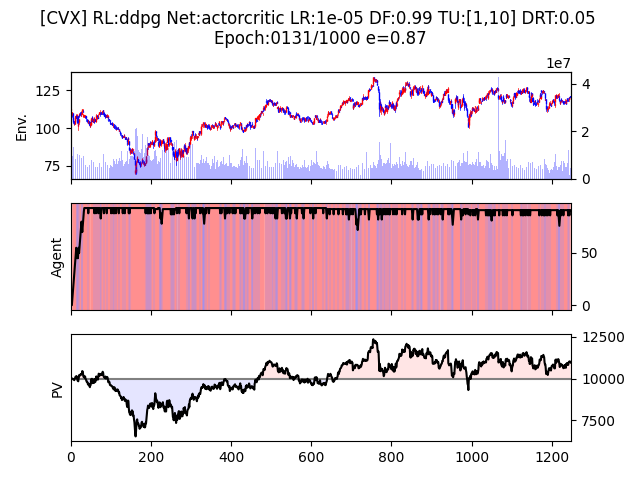 [CVX] RL:ddpg Net:actorcritic LR:1e-05 DF:0.99 TU:[1,10] DRT:0.05
Epoch:0131/1000 e=0.87
1e7
125
100
75
Env.
4
2
0
Agent
50
0
PV
12500
10000
7500
0 200 400 600 800 1000 1200